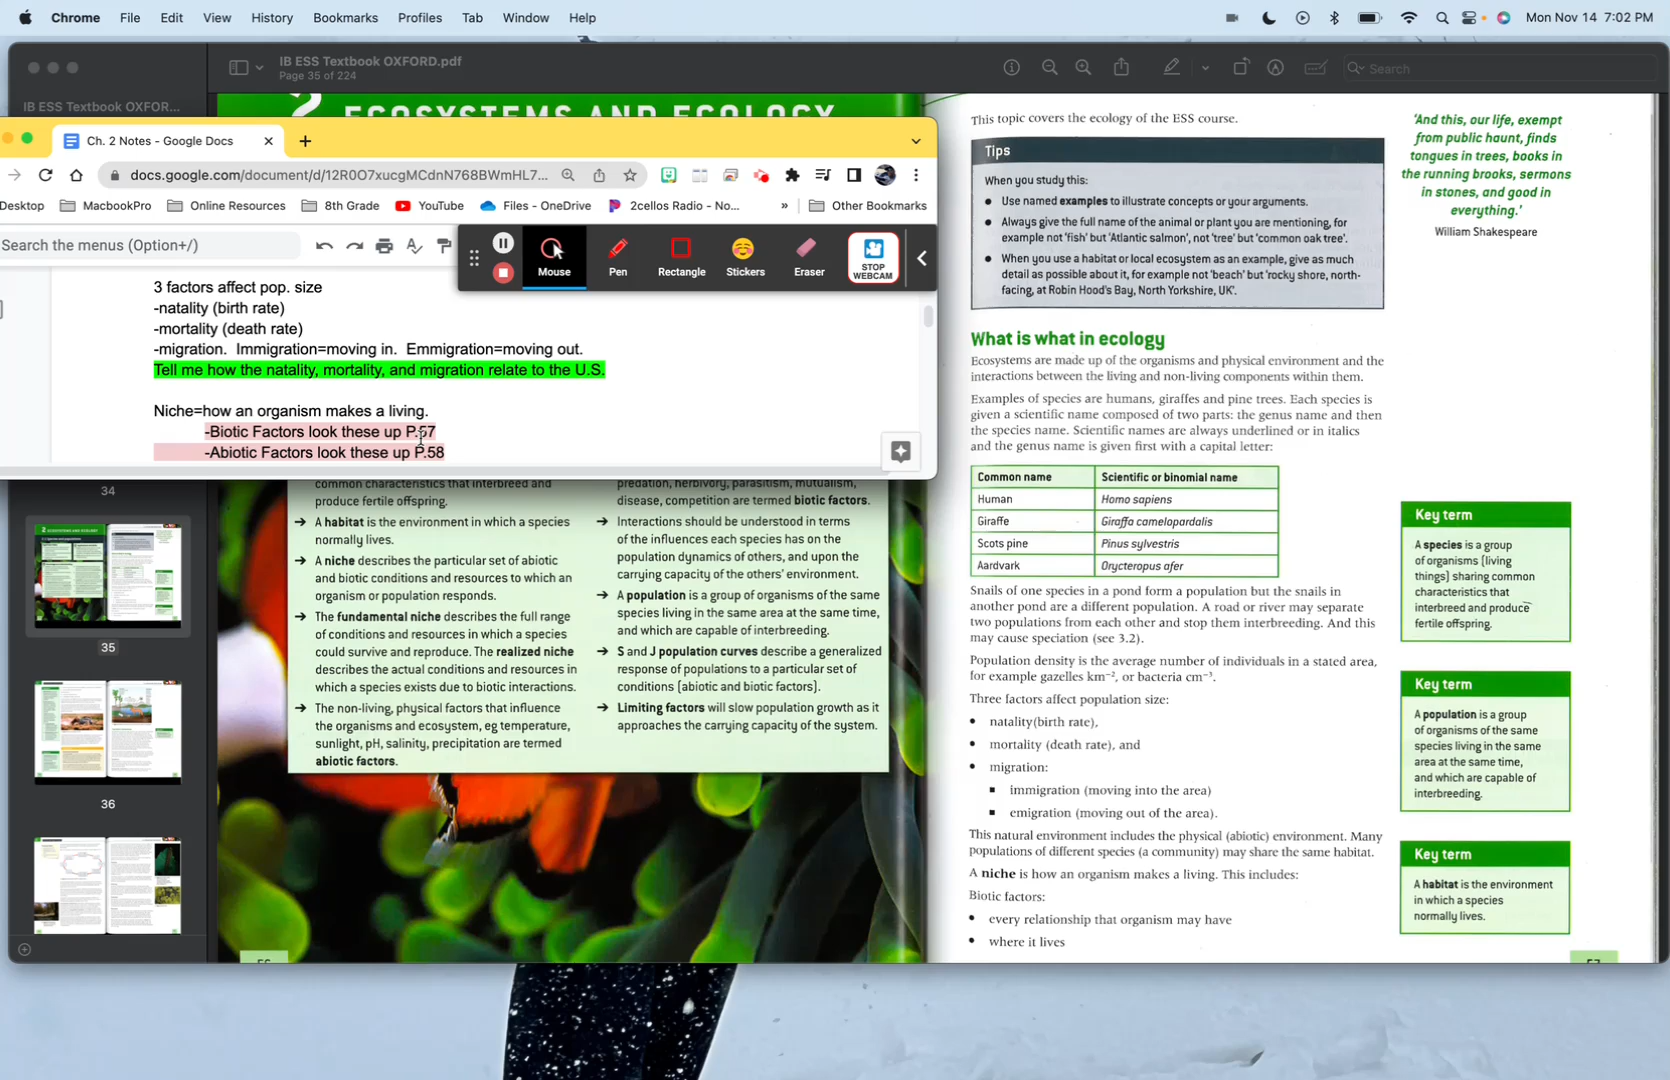 Chrome File Edit View History Bookmarks Profiles Tab Window Help Mon Nov 14 7:02 PM
IB ESS Textbook OXFORD.pdf
Page 35 of 224
Search
IB ESS Textbook OXFOR...
2 ECOSYSTEMS AND ECOLOGY
Ch. 2 Notes - Google Docs
docs.google.com/document/d/12R0O7xucgMCdnN768BWmHL7...
Desktop MacbookPro Online Resources 8th Grade YouTube Files - OneDrive 2cellos Radio - No... » Other Bookmarks
Search the menus (Option+/)
Mouse Pen Rectangle Stickers Eraser STOP WEBCAM
3 factors affect pop. size
-natality (birth rate)
-mortality (death rate)
-migration. Immigration=moving in. Emmigration=moving out.
Tell me how the natality, mortality, and migration relate to the U.S.
Niche=how an organism makes a living.
-Biotic Factors look these up P.57
-Abiotic Factors look these up P.58
34
35
36
common characteristics that interbreed and
produce fertile offspring.
→ A habitat is the environment in which a species
normally lives.
→ A niche describes the particular set of abiotic
and biotic conditions and resources to which an
organism or population responds.
→ The fundamental niche describes the full range
of conditions and resources in which a species
could survive and reproduce. The realized niche
describes the actual conditions and resources in
which a species exists due to biotic interactions.
→ The non-living, physical factors that influence
the organisms and ecosystem, eg temperature,
sunlight, pH, salinity, precipitation are termed
abiotic factors.
predation, herbivory, parasitism, mutualism,
disease, competition are termed biotic factors.
→ Interactions should be understood in terms
of the influences each species has on the
population dynamics of others, and upon the
carrying capacity of the others' environment.
→ A population is a group of organisms of the same
species living in the same area at the same time,
and which are capable of interbreeding.
→ S and J population curves describe a generalized
response of populations to a particular set of
conditions (abiotic and biotic factors).
→ Limiting factors will slow population growth as it
approaches the carrying capacity of the system.
56
This topic covers the ecology of the ESS course.
Tips
When you study this:
● Use named examples to illustrate concepts or your arguments.
● Always give the full name of the animal or plant you are mentioning, for
example not 'fish' but 'Atlantic salmon', not 'tree' but 'common oak tree'.
● When you use a habitat or local ecosystem as an example, give as much
detail as possible about it, for example not 'beach' but 'rocky shore, north-
facing, at Robin Hood's Bay, North Yorkshire, UK'.
What is what in ecology
Ecosystems are made up of the organisms and physical environment and the
interactions between the living and non-living components within them.
Examples of species are humans, giraffes and pine trees. Each species is
given a scientific name composed of two parts: the genus name and then
the species name. Scientific names are always underlined or in italics
and the genus name is given first with a capital letter:
Common name Scientific or binomial name
Human Homo sapiens
Giraffe Giraffa camelopardalis
Scots pine Pinus sylvestris
Aardvark Orycteropus afer
Snails of one species in a pond form a population but the snails in
another pond are a different population. A road or river may separate
two populations from each other and stop them interbreeding. And this
may cause speciation (see 3.2).
Population density is the average number of individuals in a stated area,
for example gazelles km⁻², or bacteria cm⁻³.
Three factors affect population size:
● natality(birth rate),
● mortality (death rate), and
● migration:
■ immigration (moving into the area)
■ emigration (moving out of the area).
This natural environment includes the physical (abiotic) environment. Many
populations of different species (a community) may share the same habitat.
A niche is how an organism makes a living. This includes:
Biotic factors:
● every relationship that organism may have
● where it lives
'And this, our life, exempt
from public haunt, finds
tongues in trees, books in
the running brooks, sermons
in stones, and good in
everything.'
William Shakespeare
Key term
A species is a group
of organisms (living
things) sharing common
characteristics that
interbreed and produce
fertile offspring.
Key term
A population is a group
of organisms of the same
species living in the same
area at the same time,
and which are capable of
interbreeding.
Key term
A habitat is the environment
in which a species
normally lives.
57